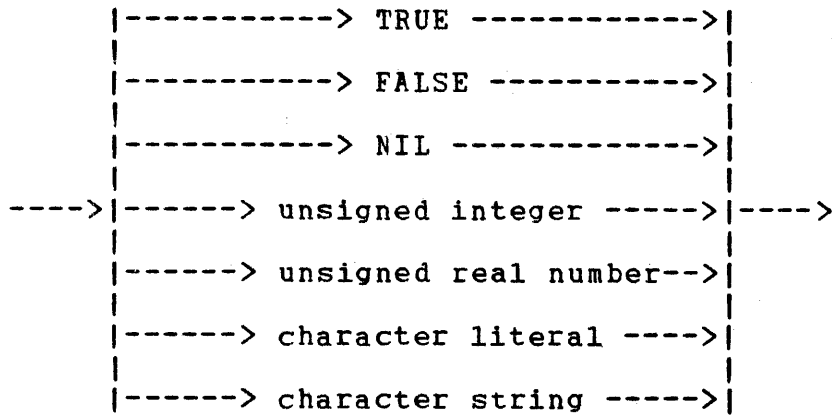 |-----------> TRUE ------------>|
|-----------> FALSE ----------->|
|-----------> NIL ------------->|
---->|------> unsigned integer ----->|---->
|------> unsigned real number-->|
|------> character literal ---->|
|------> character string ----->|